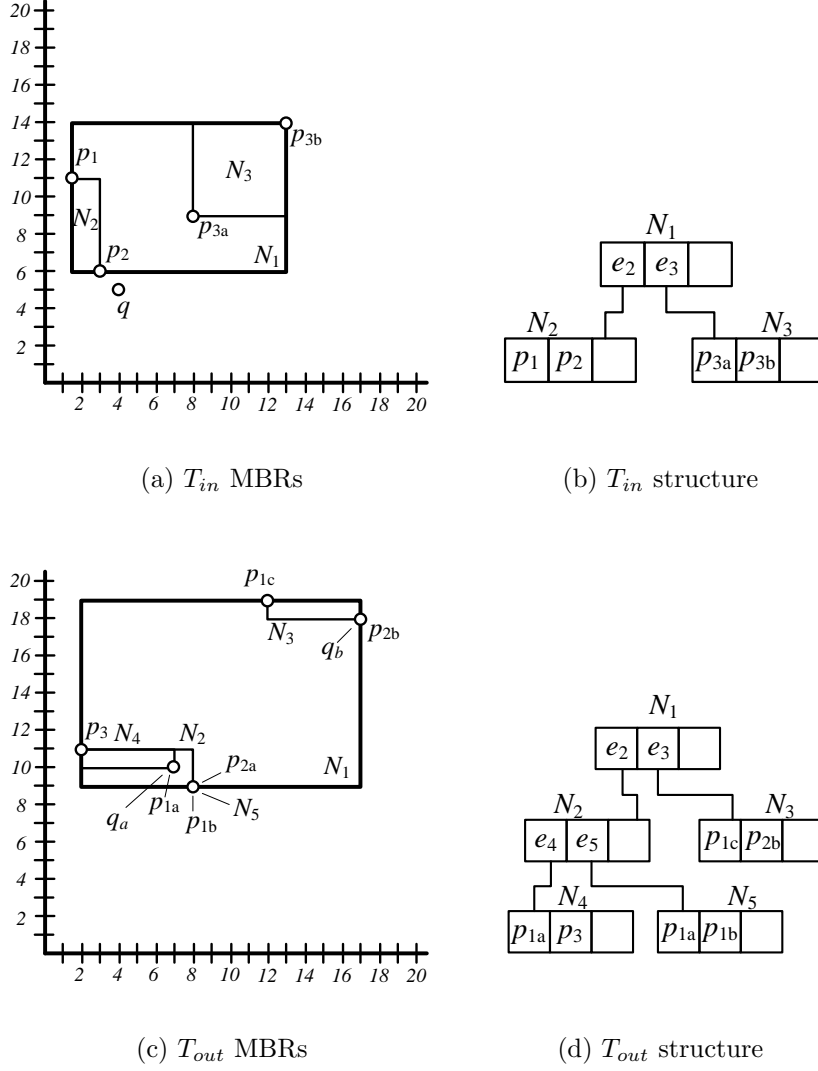 20
18
16
14
12
10
8
6
4
2
2 4 6 8 10 12 14 16 18 20
p1
p2
p3a
p3b
N2
N3
N1
q
(a) Tin MBRs
N1
e2 e3
N2
p1 p2
N3
p3a p3b
(b) Tin structure
20
18
16
14
12
10
8
6
4
2
2 4 6 8 10 12 14 16 18 20
p1c
N3
qb
p2b
p3 N4 N2
p2a
N1
qa
p1a
p1b
N5
(c) Tout MBRs
N1
e2 e3
N2
e4 e5
N3
p1c p2b
N4
p1a p3
N5
p1a p1b
(d) Tout structure